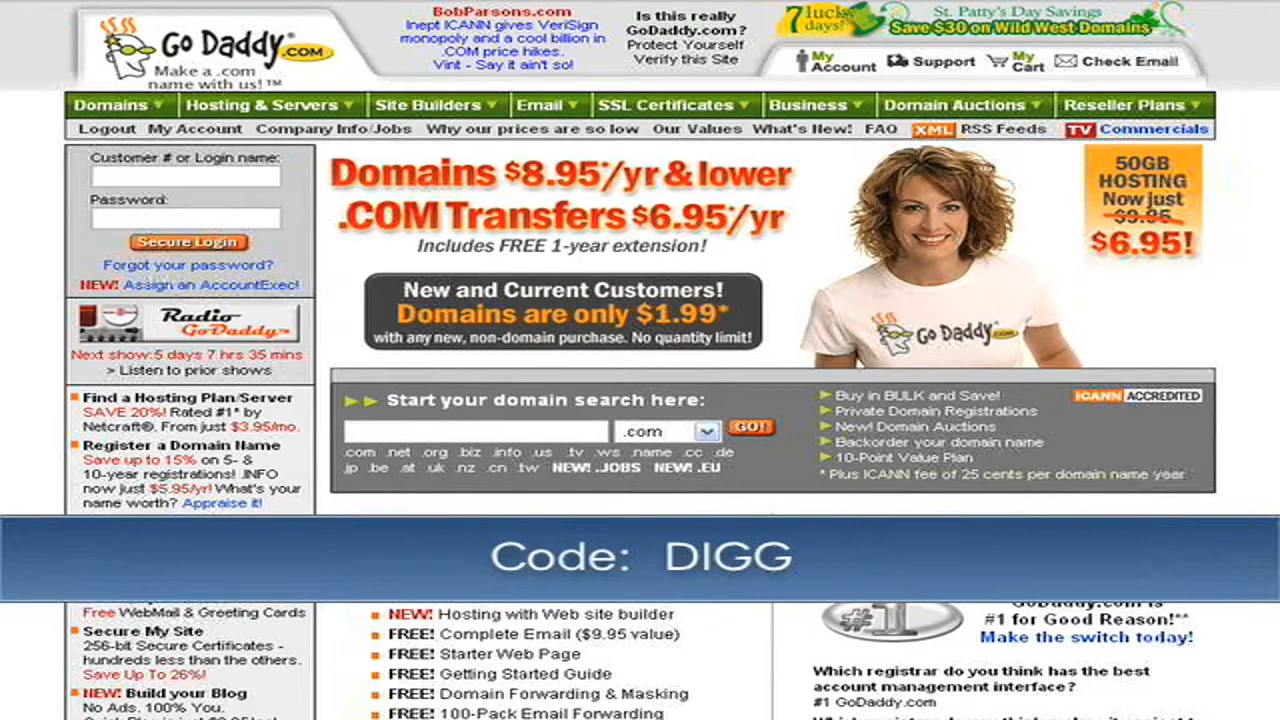 Go Daddy.COM
Make a .com
name with us!™
BobParsons.com
Inept ICANN gives VeriSign
monopoly and a cool billion in
.COM price hikes.
Vint - Say it ain't so!
Is this really
GoDaddy.com?
Protect Yourself
Verify this Site
7 lucky
days!
St. Patty's Day Savings
Save $30 on Wild West Domains
My Account
Support
My Cart
Check Email
Domains Hosting & Servers Site Builders Email SSL Certificates Business Domain Auctions Reseller Plans
Logout My Account Company Info/Jobs Why our prices are so low Our Values What's New! FAQ XML RSS Feeds TV Commercials
Customer # or Login name:
Password:
Secure Login
Forgot your password?
NEW! Assign an AccountExec!
Radio
GoDaddy™
Next show:5 days 7 hrs 35 mins
> Listen to prior shows
Find a Hosting Plan/Server
SAVE 20%! Rated #1* by
Netcraft®. From just $3.95/mo.
Register a Domain Name
Save up to 15% on 5- &
10-year registrations! .INFO
now just $5.95/yr! What's your
name worth? Appraise it!
Domains $8.95*/yr & lower
.COM Transfers $6.95*/yr
Includes FREE 1-year extension!
New and Current Customers!
Domains are only $1.99*
with any new, non-domain purchase. No quantity limit!
Go Daddy.com
50GB
HOSTING
Now just
$9.95
$6.95!
Start your domain search here:
.com
GO!
.com .net .org .biz .info .us .tv .ws .name .cc .de
.jp .be .at .uk .nz .cn .tw NEW! .JOBS NEW! .EU
Buy in BULK and Save!
Private Domain Registrations
New! Domain Auctions
Backorder your domain name
10-Point Value Plan
*Plus ICANN fee of 25 cents per domain name year
ICANN ACCREDITED
Code: DIGG
Free WebMail & Greeting Cards
Secure My Site
256-bit Secure Certificates -
hundreds less than the others.
Save Up To 26%!
NEW! Build your Blog
No Ads. 100% You.
NEW! Hosting with Web site builder
FREE! Complete Email ($9.95 value)
FREE! Starter Web Page
FREE! Getting Started Guide
FREE! Domain Forwarding & Masking
FREE! 100-Pack Email Forwarding
#1
GoDaddy.com is
#1 for Good Reason!**
Make the switch today!
Which registrar do you think has the best
account management interface?
#1 GoDaddy.com